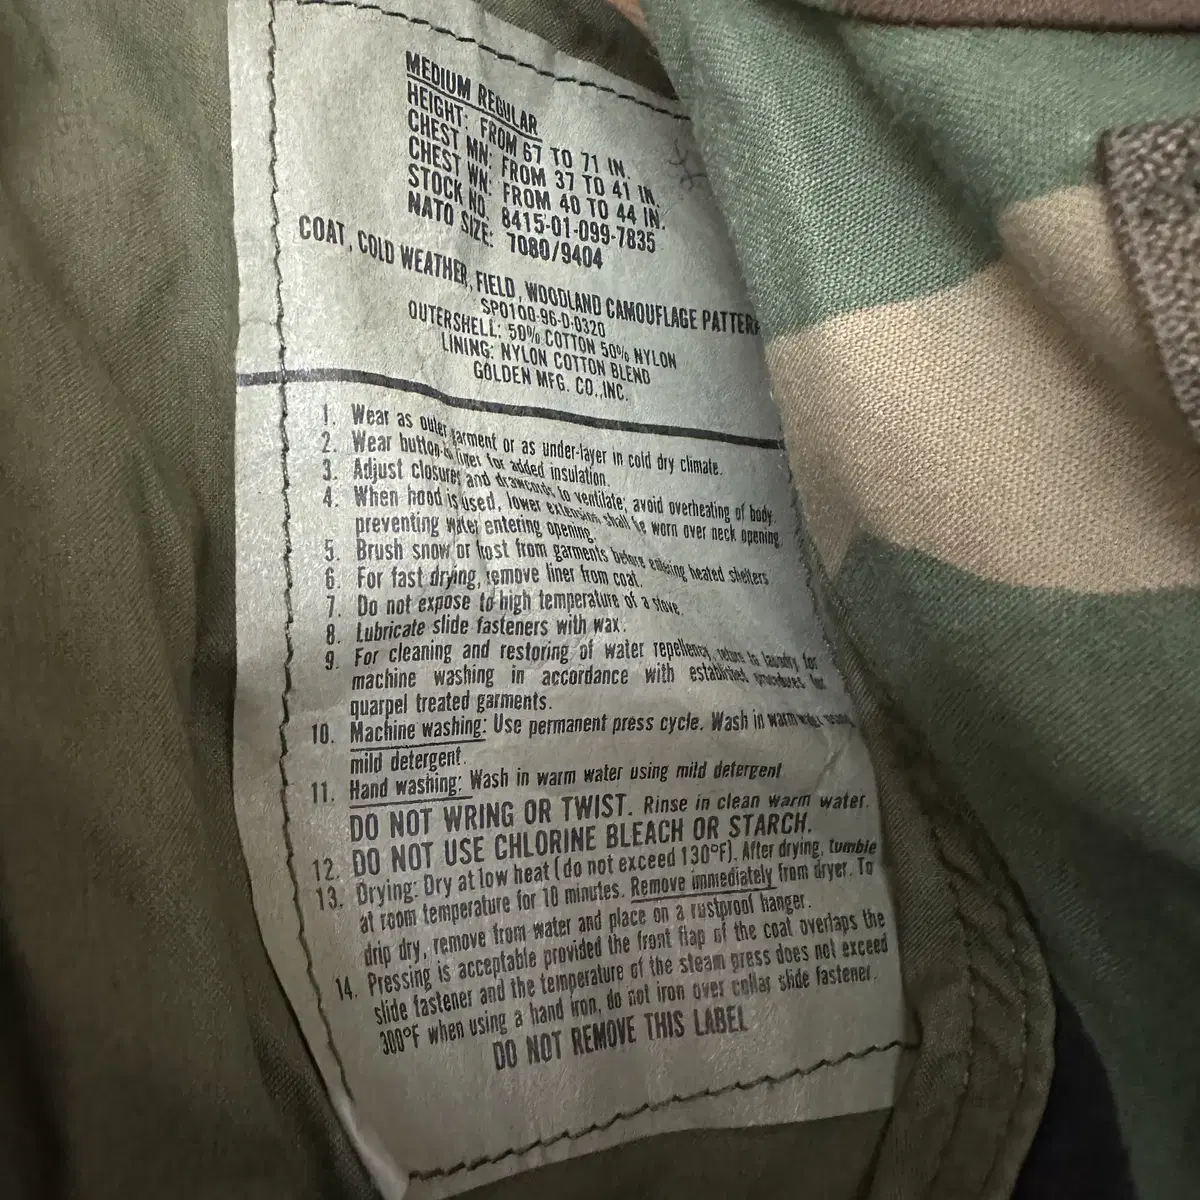 MEDIUM REGULAR
HEIGHT: FROM 67 TO 71 IN.
CHEST MN: FROM 37 TO 41 IN.
CHEST WN: FROM 40 TO 44 IN.
STOCK NO. 8415-01-099-7835
NATO SIZE: 7080/9404
COAT, COLD WEATHER, FIELD, WOODLAND CAMOUFLAGE PATTERN
SPO100-96-D-0320
OUTERSHELL: 50% COTTON 50% NYLON
LINING: NYLON COTTON BLEND
GOLDEN MFG. CO.,INC.
1. Wear as outer garment or as under-layer in cold dry climate.
2. Wear button-in liner for added insulation.
3. Adjust closures and drawcords to ventilate; avoid overheating of body.
4. When hood is used, lower extension shall be worn over neck opening,
preventing water entering opening.
5. Brush snow or frost from garments before entering heated shelters
6. For fast drying, remove liner from coat.
7. Do not expose to high temperature of a stove.
8. Lubricate slide fasteners with wax.
9. For cleaning and restoring of water repellency, return to laundry for
machine washing in accordance with established procedures for
quarpel treated garments.
10. Machine washing: Use permanent press cycle. Wash in warm water using
mild detergent.
11. Hand washing: Wash in warm water using mild detergent
DO NOT WRING OR TWIST. Rinse in clean warm water.
12. DO NOT USE CHLORINE BLEACH OR STARCH.
13. Drying: Dry at low heat (do not exceed 130°F). After drying, tumble
at room temperature for 10 minutes. Remove immediately from dryer. To
drip dry, remove from water and place on a rustproof hanger.
14. Pressing is acceptable provided the front flap of the coat overlaps the
slide fastener and the temperature of the steam press does not exceed
300°F when using a hand iron, do not iron over collar slide fastener.
DO NOT REMOVE THIS LABEL